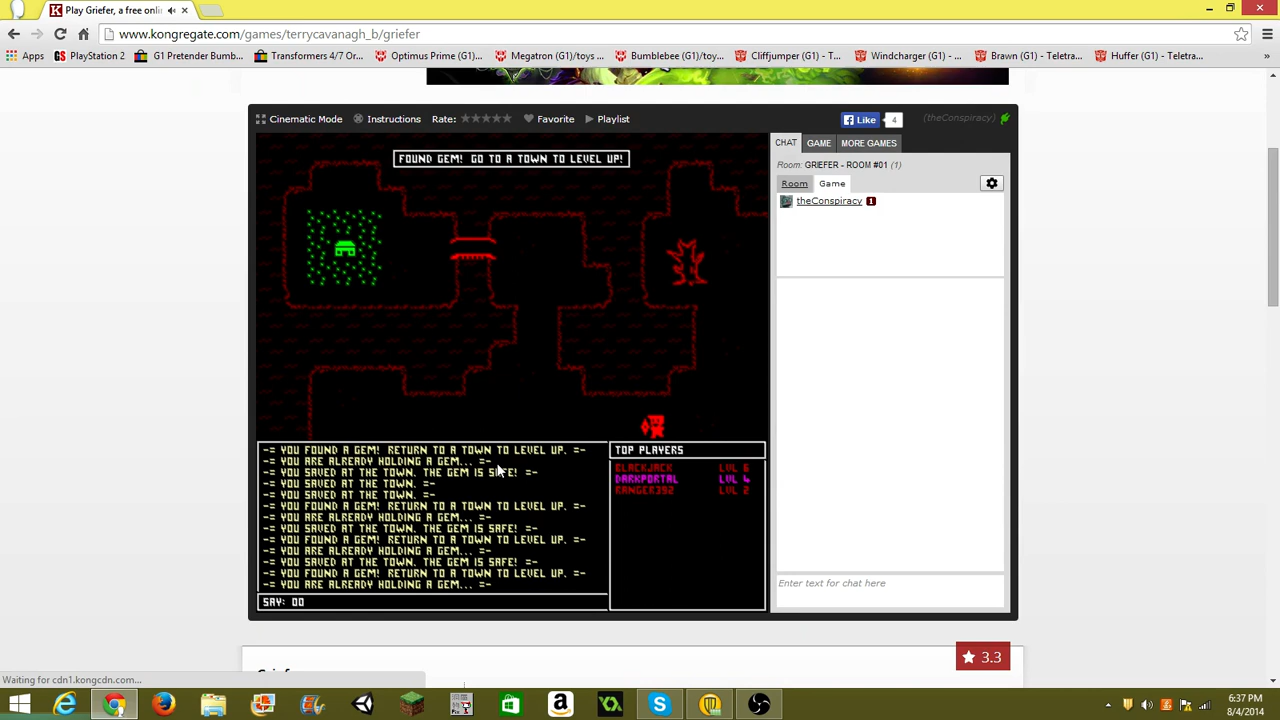 Play Griefer, a free onlin
www.kongregate.com/games/terrycavanagh_b/griefer
Apps
PlayStation 2
G1 Pretender Bumb...
Transformers 4/7 Or...
Optimus Prime (G1)...
Megatron (G1)/toys ...
Bumblebee (G1)/toy...
Cliffjumper (G1) - T...
Windcharger (G1) - ...
Brawn (G1) - Teletra...
Huffer (G1) - Teletra...
»
Cinematic Mode
Instructions
Rate:
Favorite
Playlist
Like
4
(theConspiracy)
CHAT
GAME
MORE GAMES
Room: GRIEFER - ROOM #01 (1)
Room
Game
theConspiracy 1
FOUND GEM! GO TO A TOWN TO LEVEL UP!
-= YOU FOUND A GEM! RETURN TO A TOWN TO LEVEL UP. =-
-= YOU ARE ALREADY HOLDING A GEM... =-
-= YOU SAVED AT THE TOWN. THE GEM IS SAFE! =-
-= YOU SAVED AT THE TOWN. =-
-= YOU SAVED AT THE TOWN. =-
-= YOU FOUND A GEM! RETURN TO A TOWN TO LEVEL UP. =-
-= YOU ARE ALREADY HOLDING A GEM... =-
-= YOU SAVED AT THE TOWN. THE GEM IS SAFE! =-
-= YOU FOUND A GEM! RETURN TO A TOWN TO LEVEL UP. =-
-= YOU ARE ALREADY HOLDING A GEM... =-
-= YOU SAVED AT THE TOWN. THE GEM IS SAFE! =-
-= YOU FOUND A GEM! RETURN TO A TOWN TO LEVEL UP. =-
-= YOU ARE ALREADY HOLDING A GEM... =-
SAY: OO
TOP PLAYERS
BLACKJACK LVL 6
DARKPORTAL LVL 4
RANGER392 LVL 2
Enter text for chat here
3.3
Waiting for cdn1.kongcdn.com...
6:37 PM
8/4/2014